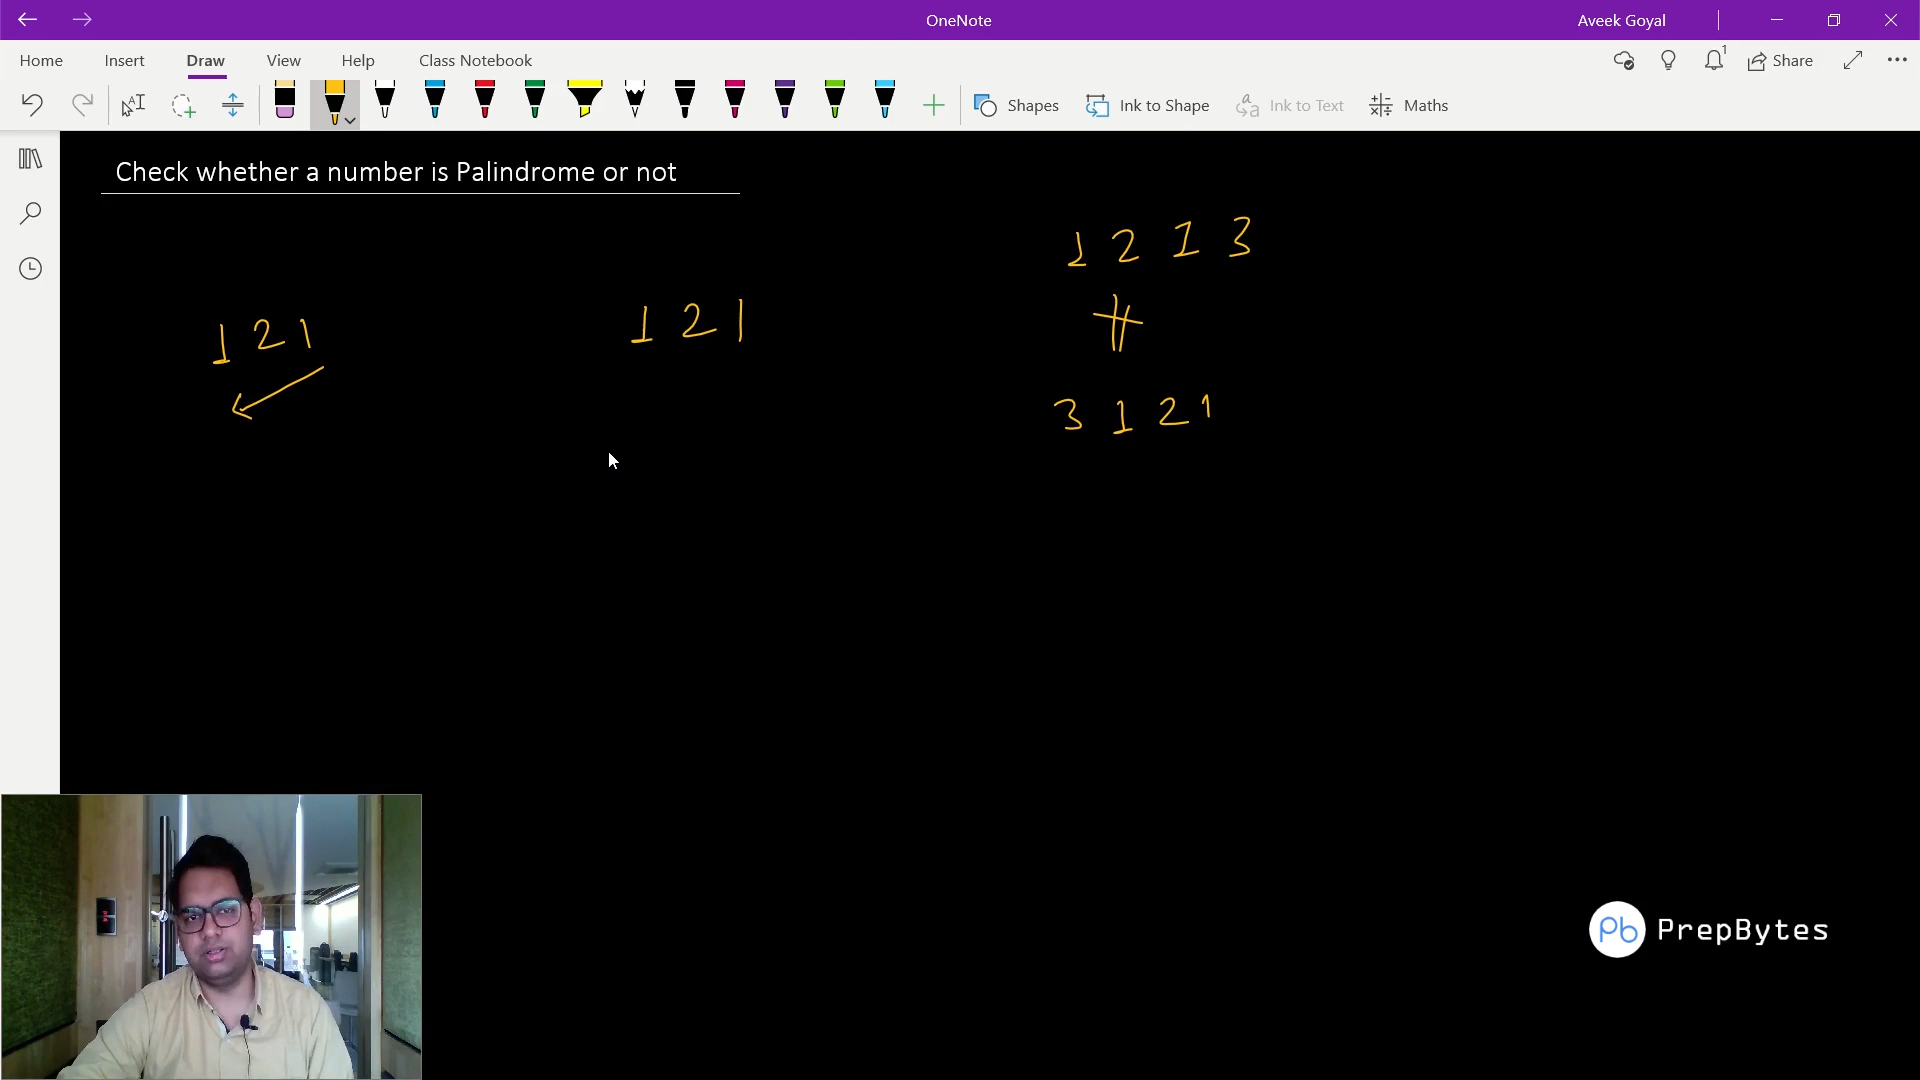 OneNote
Aveek Goyal
Home Insert Draw View Help Class Notebook
1
Share
Shapes Ink to Shape Ink to Text Maths
Check whether a number is Palindrome or not
1 2 1 3
1 2 1
1 2 1
≠
3 1 2 1
Pb PrepBytes